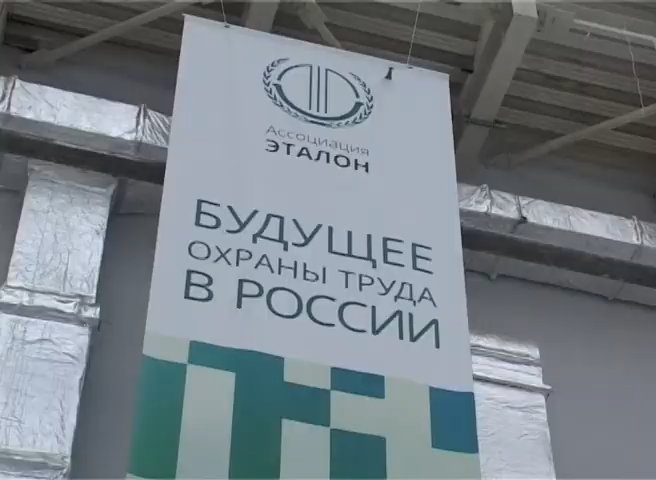 Ассоциация
ЭТАЛОН
БУДУЩЕЕ
ОХРАНЫ ТРУДА
В РОССИИ